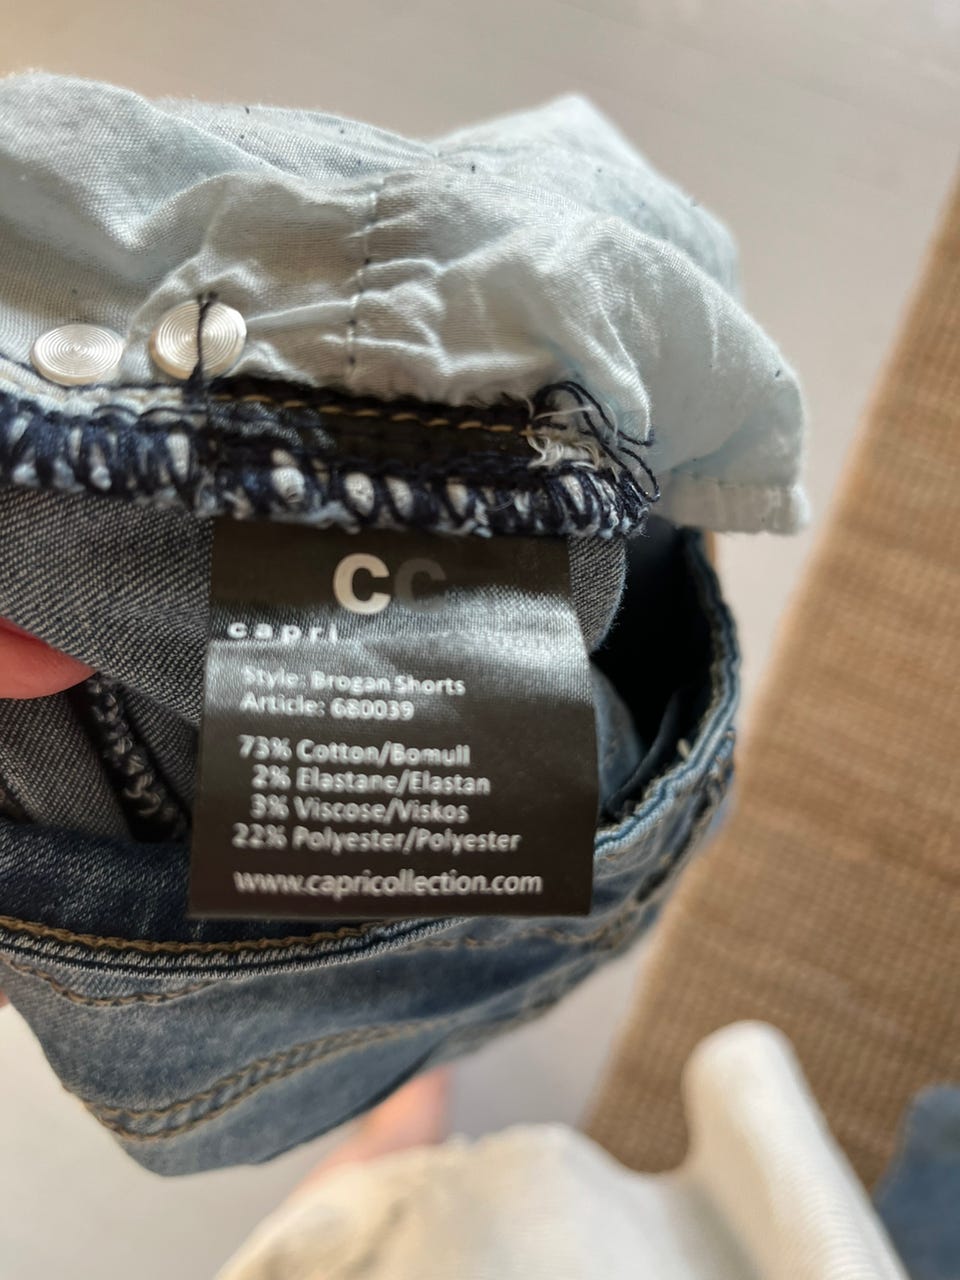 CC
capri
Style: Brogan Shorts
Article: 680039
73% Cotton/Bomull
2% Elastane/Elastan
3% Viscose/Viskos
22% Polyester/Polyester
www.capricollection.com